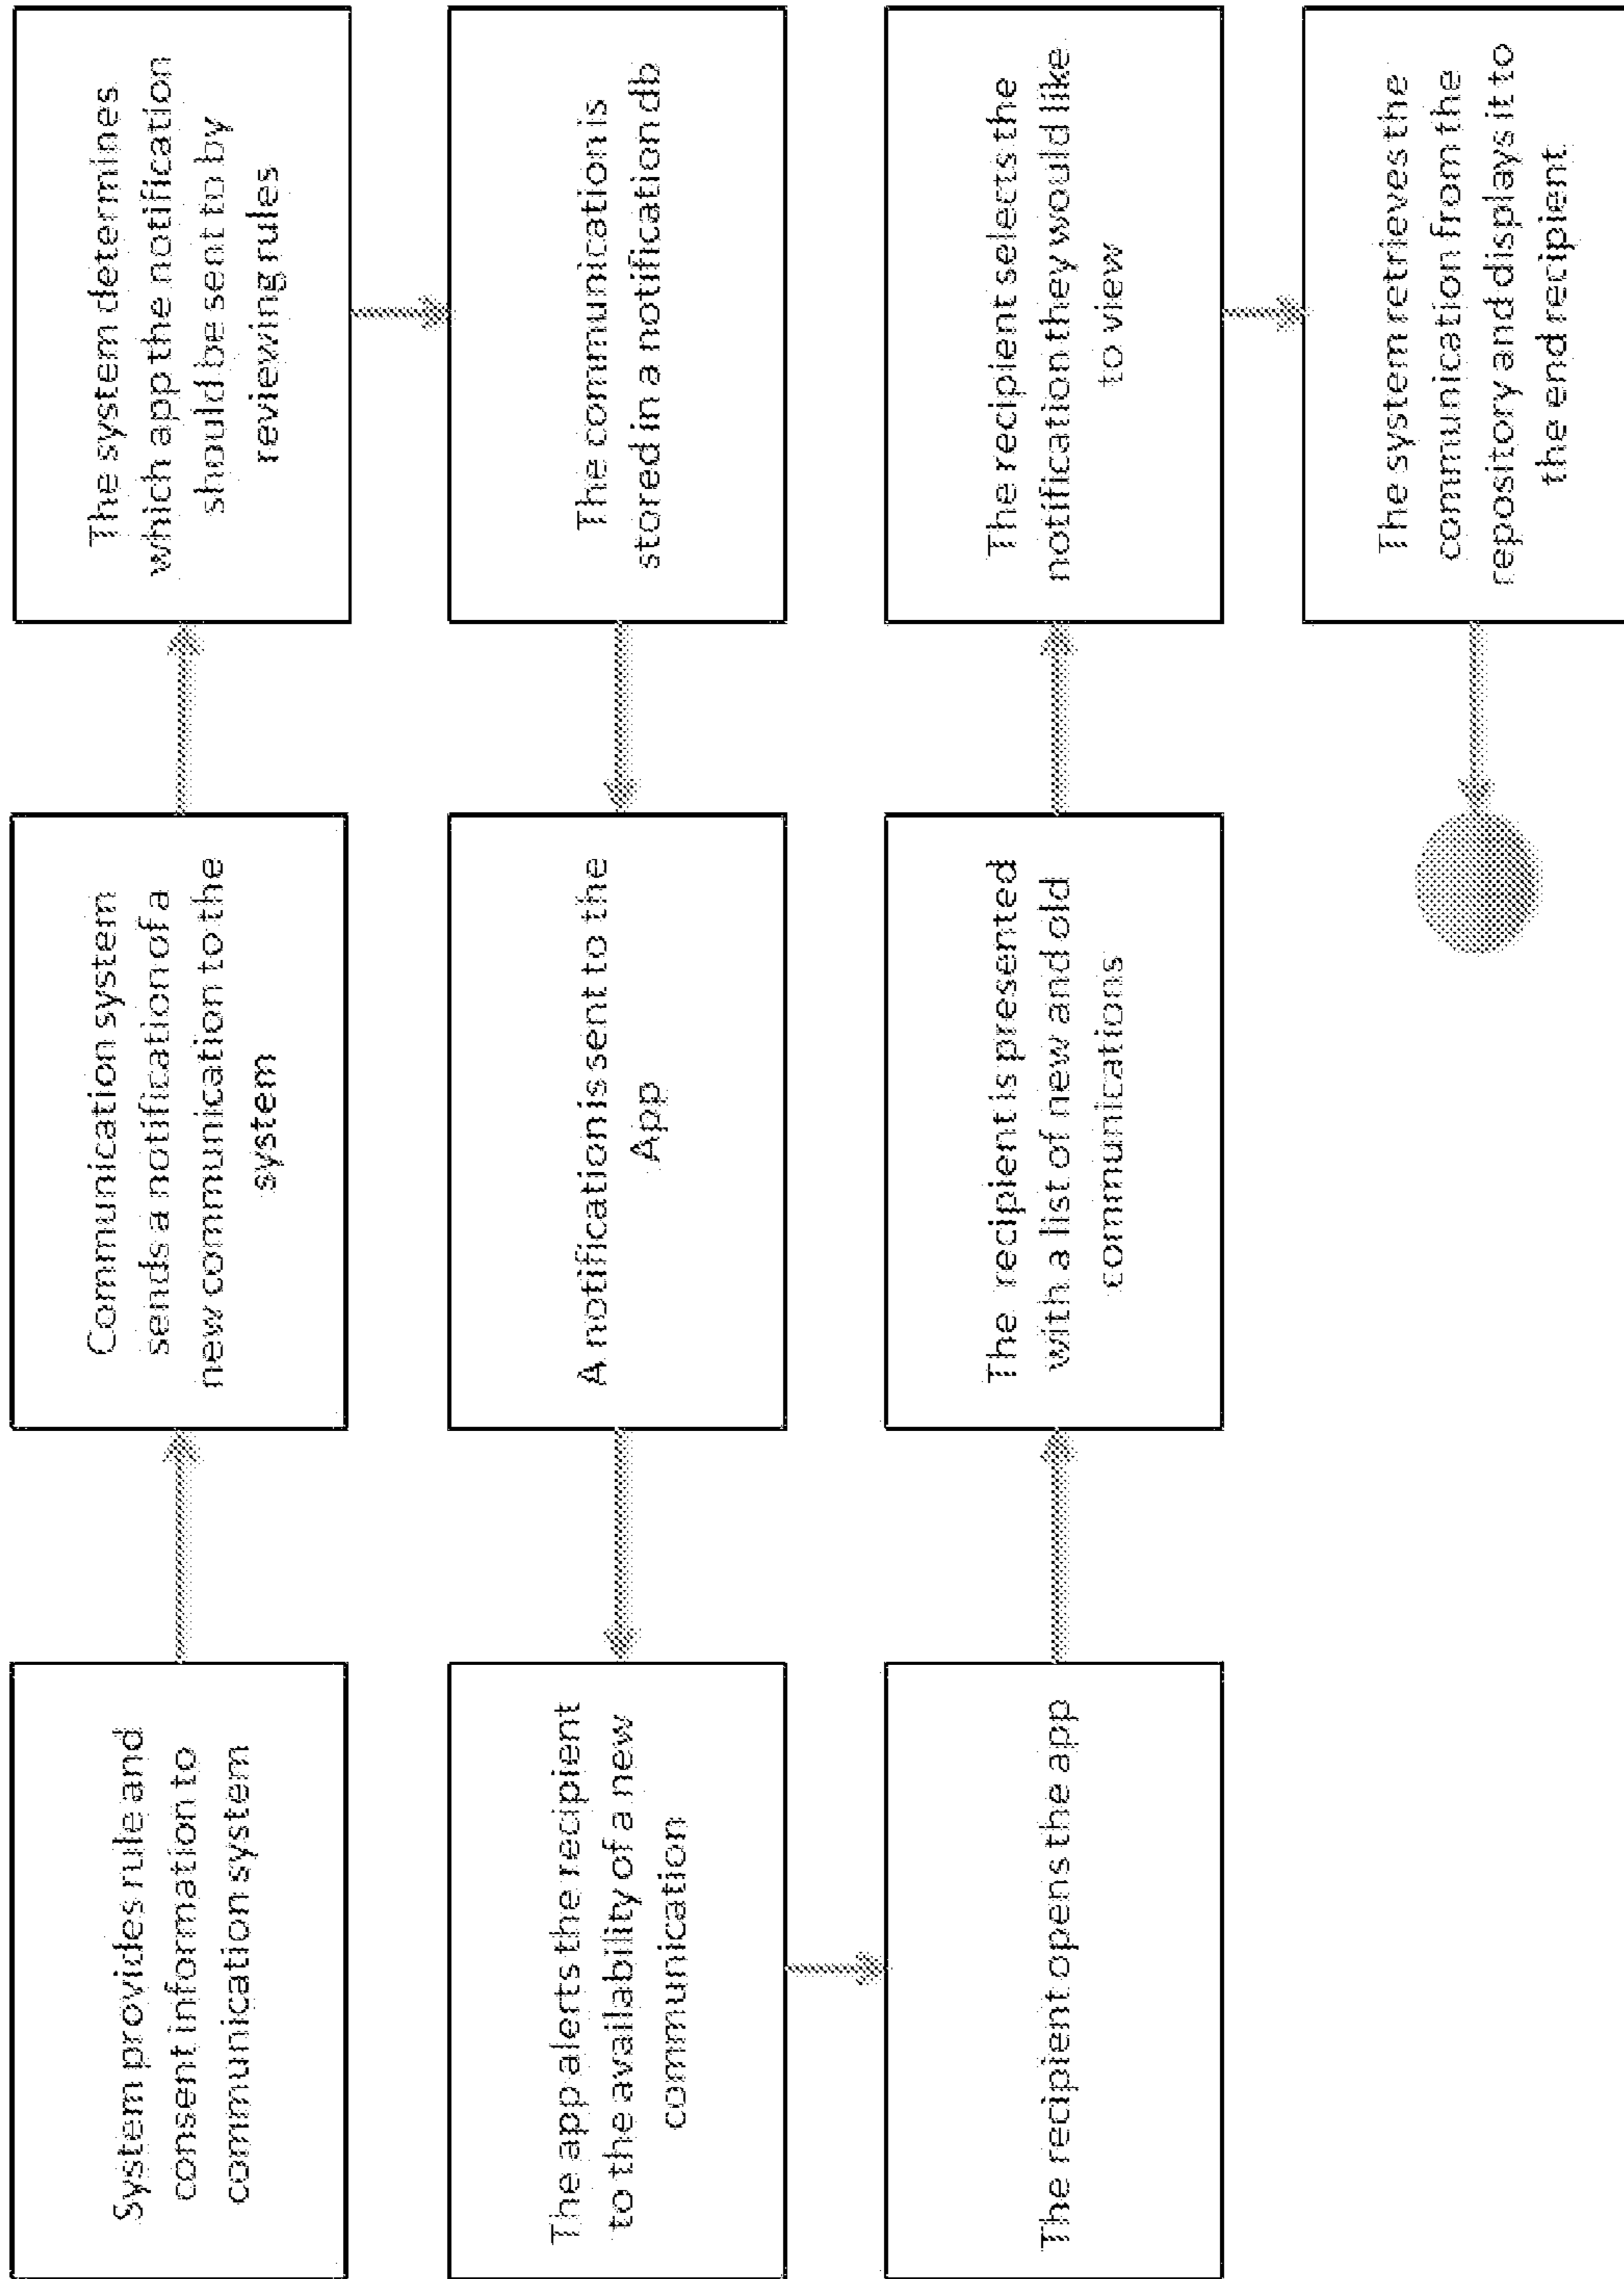 System provides rule and
consent information to
communication system
Communication system
sends a notification of a
new communication to the
system
The system determines
which app the notification
should be sent to by
reviewing rules
The communication is
stored in a notification db
A notification is sent to the
App
The app alerts the recipient
to the availability of a new
communication
The recipient opens the app
The recipient is presented
with a list of new and old
communications
The recipient selects the
notification they would like
to view
The system retrieves the
communication from the
repository and displays it to
the end recipient